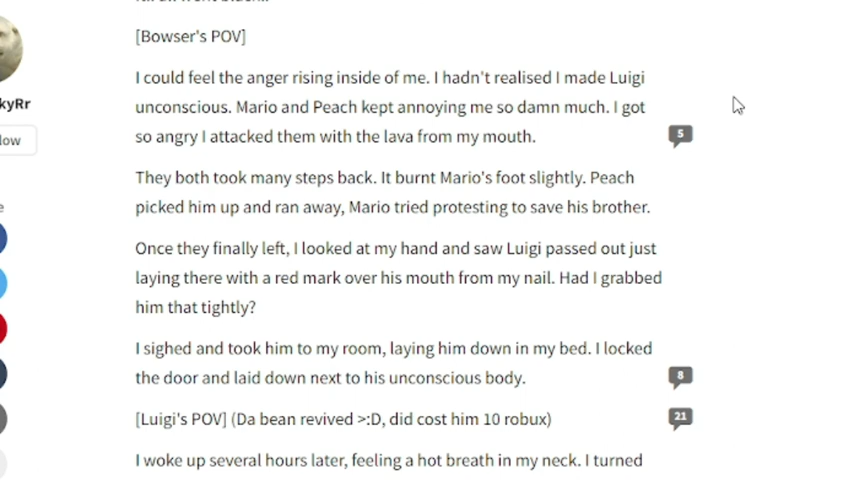 [Bowser's POV]
kyRr
I could feel the anger rising inside of me. I hadn't realised I made Luigi
unconscious. Mario and Peach kept annoying me so damn much. I got
so angry I attacked them with the lava from my mouth.
5
low
They both took many steps back. It burnt Mario's foot slightly. Peach
picked him up and ran away, Mario tried protesting to save his brother.
e
Once they finally left, I looked at my hand and saw Luigi passed out just
laying there with a red mark over his mouth from my nail. Had I grabbed
him that tightly?
I sighed and took him to my room, laying him down in my bed. I locked
the door and laid down next to his unconscious body.
8
[Luigi's POV] (Da bean revived >:D, did cost him 10 robux)
21
I woke up several hours later, feeling a hot breath in my neck. I turned